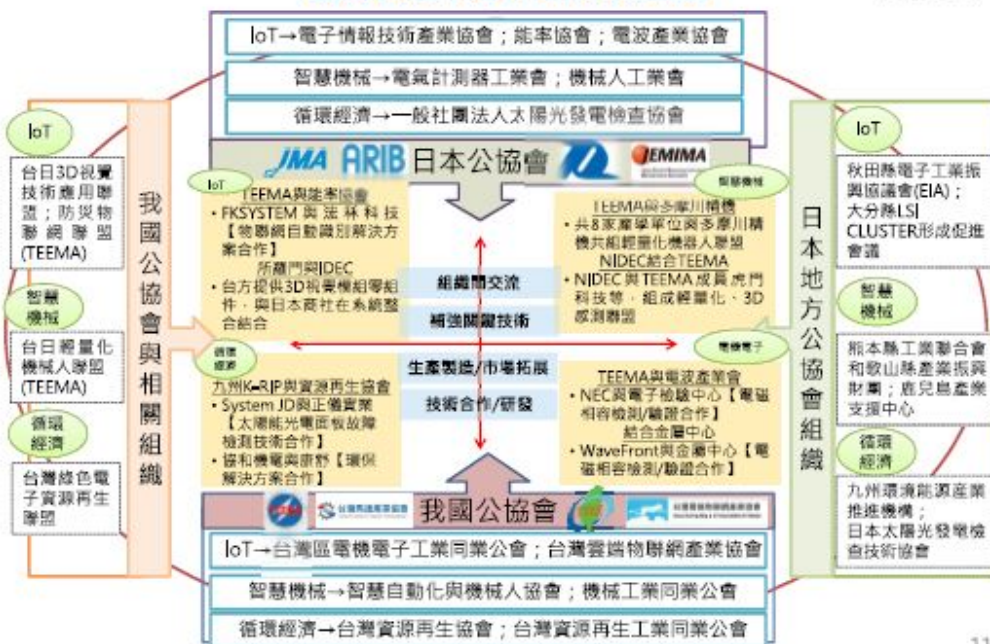 IoT→電子情報技術產業協會；能率協會；電波產業協會
智慧機械→電氣計測器工業會；機械人工業會
循環經濟→一般社團法人太陽光發電檢查協會
JMA ARIB 日本公協會 JEMIMA
IoT
台日3D視覺
技術應用聯
盟；防災物
聯網聯盟
(TEEMA)
智慧
機械
台日輕量化
機械人聯盟
(TEEMA)
循環
經濟
台灣綠色電
子資源再生
聯盟
我國公協會與相關組織
IoT
TEEMA與能率協會
• FKSYSTEM與法林科技
【物聯網自動識別解決方
案合作】
所羅門與IDEC
• 台方提供3D視覺模組零組
件，與日本商社在系統整
合結合
智慧機械
TEEMA與多摩川精機
• 共8家產學單位與多摩川精
機共組輕量化機器人聯盟
NIDEC結合TEEMA
• NIDEC與TEEMA成員虎門
科技等，組成輕量化、3D
感測聯盟
組織間交流
補強關鍵技術
生產製造/市場拓展
技術合作/研發
循環
經濟
九州K-RIP與資源再生協會
• System JD與正儀實業
【太陽能光電面板故障
檢測技術合作】
• 協和機電與康舒【環保
解決方案合作】
電機電子
TEEMA與電波產業會
• NEC與電子檢驗中心【電磁
相容檢測/驗證合作】
結合金屬中心
• WaveFront與金屬中心【電
磁相容檢測/驗證合作】
日本地方公協會組織
IoT
秋田縣電子工業振
興協議會(EIA)；
大分縣LSI
CLUSTER形成促進
會議
智慧
機械
熊本縣工業聯合會
和歌山縣產業振興
財團；鹿兒島產業
支援中心
循環
經濟
九州環境能源産業
推進機構；
日本太陽光發電檢
查技術協會
我國公協會
IoT→台灣區電機電子工業同業公會；台灣雲端物聯網產業協會
智慧機械→智慧自動化與機械人協會；機械工業同業公會
循環經濟→台灣資源再生協會；台灣資源再生工業同業公會
11